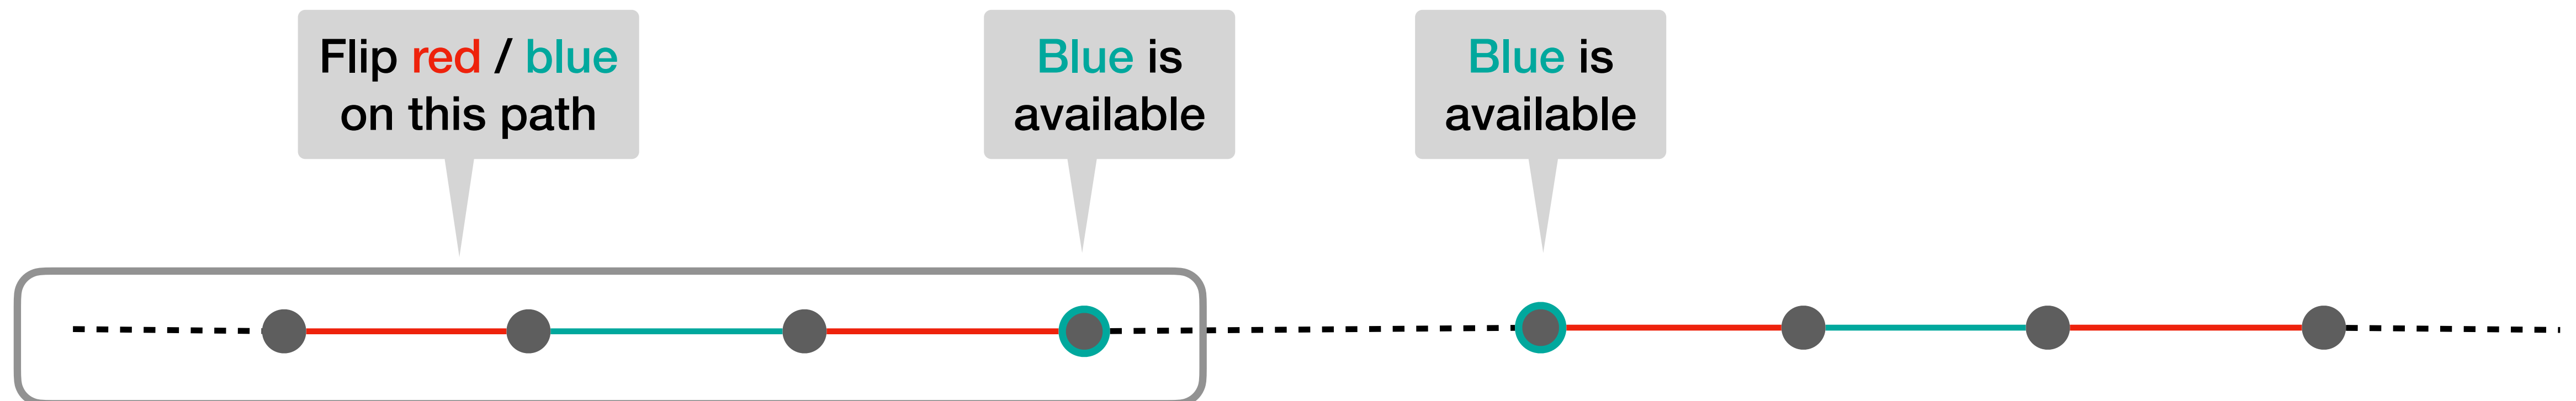 Flip red / blue
on this path
Blue is
available
Blue is
available